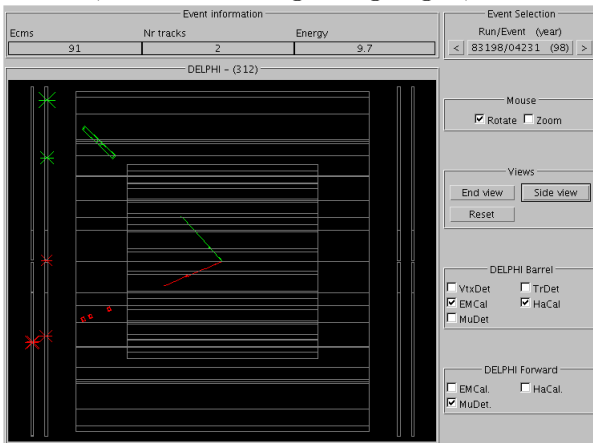 Event information
Ecms Nr tracks Energy
91 2 9.7
DELPHI - (312)
Event Selection
Run/Event (year)
< 83198/04231 (98) >
Mouse
Rotate Zoom
Views
End view Side view
Reset
DELPHI Barrel
VtxDet TrDet
EMCal HaCal
MuDet
DELPHI Forward
EMCal. HaCal.
MuDet.